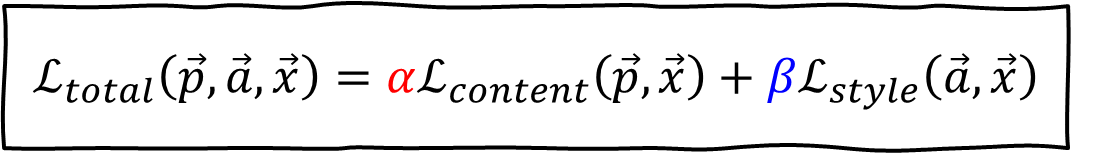 ℒ_total(p⃗, a⃗, x⃗) = αℒ_content(p⃗, x⃗) + βℒ_style(a⃗, x⃗)